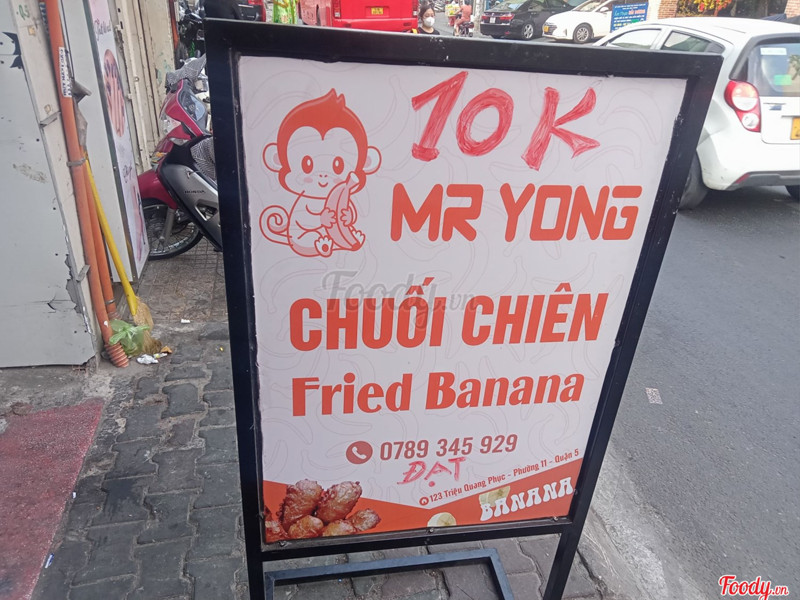 10K
MR YONG
CHUỐI CHIÊN
Fried Banana
0789 345 929
ĐẠT
123 Triệu Quang Phục - Phường 11 - Quận 5
BANANA
Foody.vn
Foody.vn